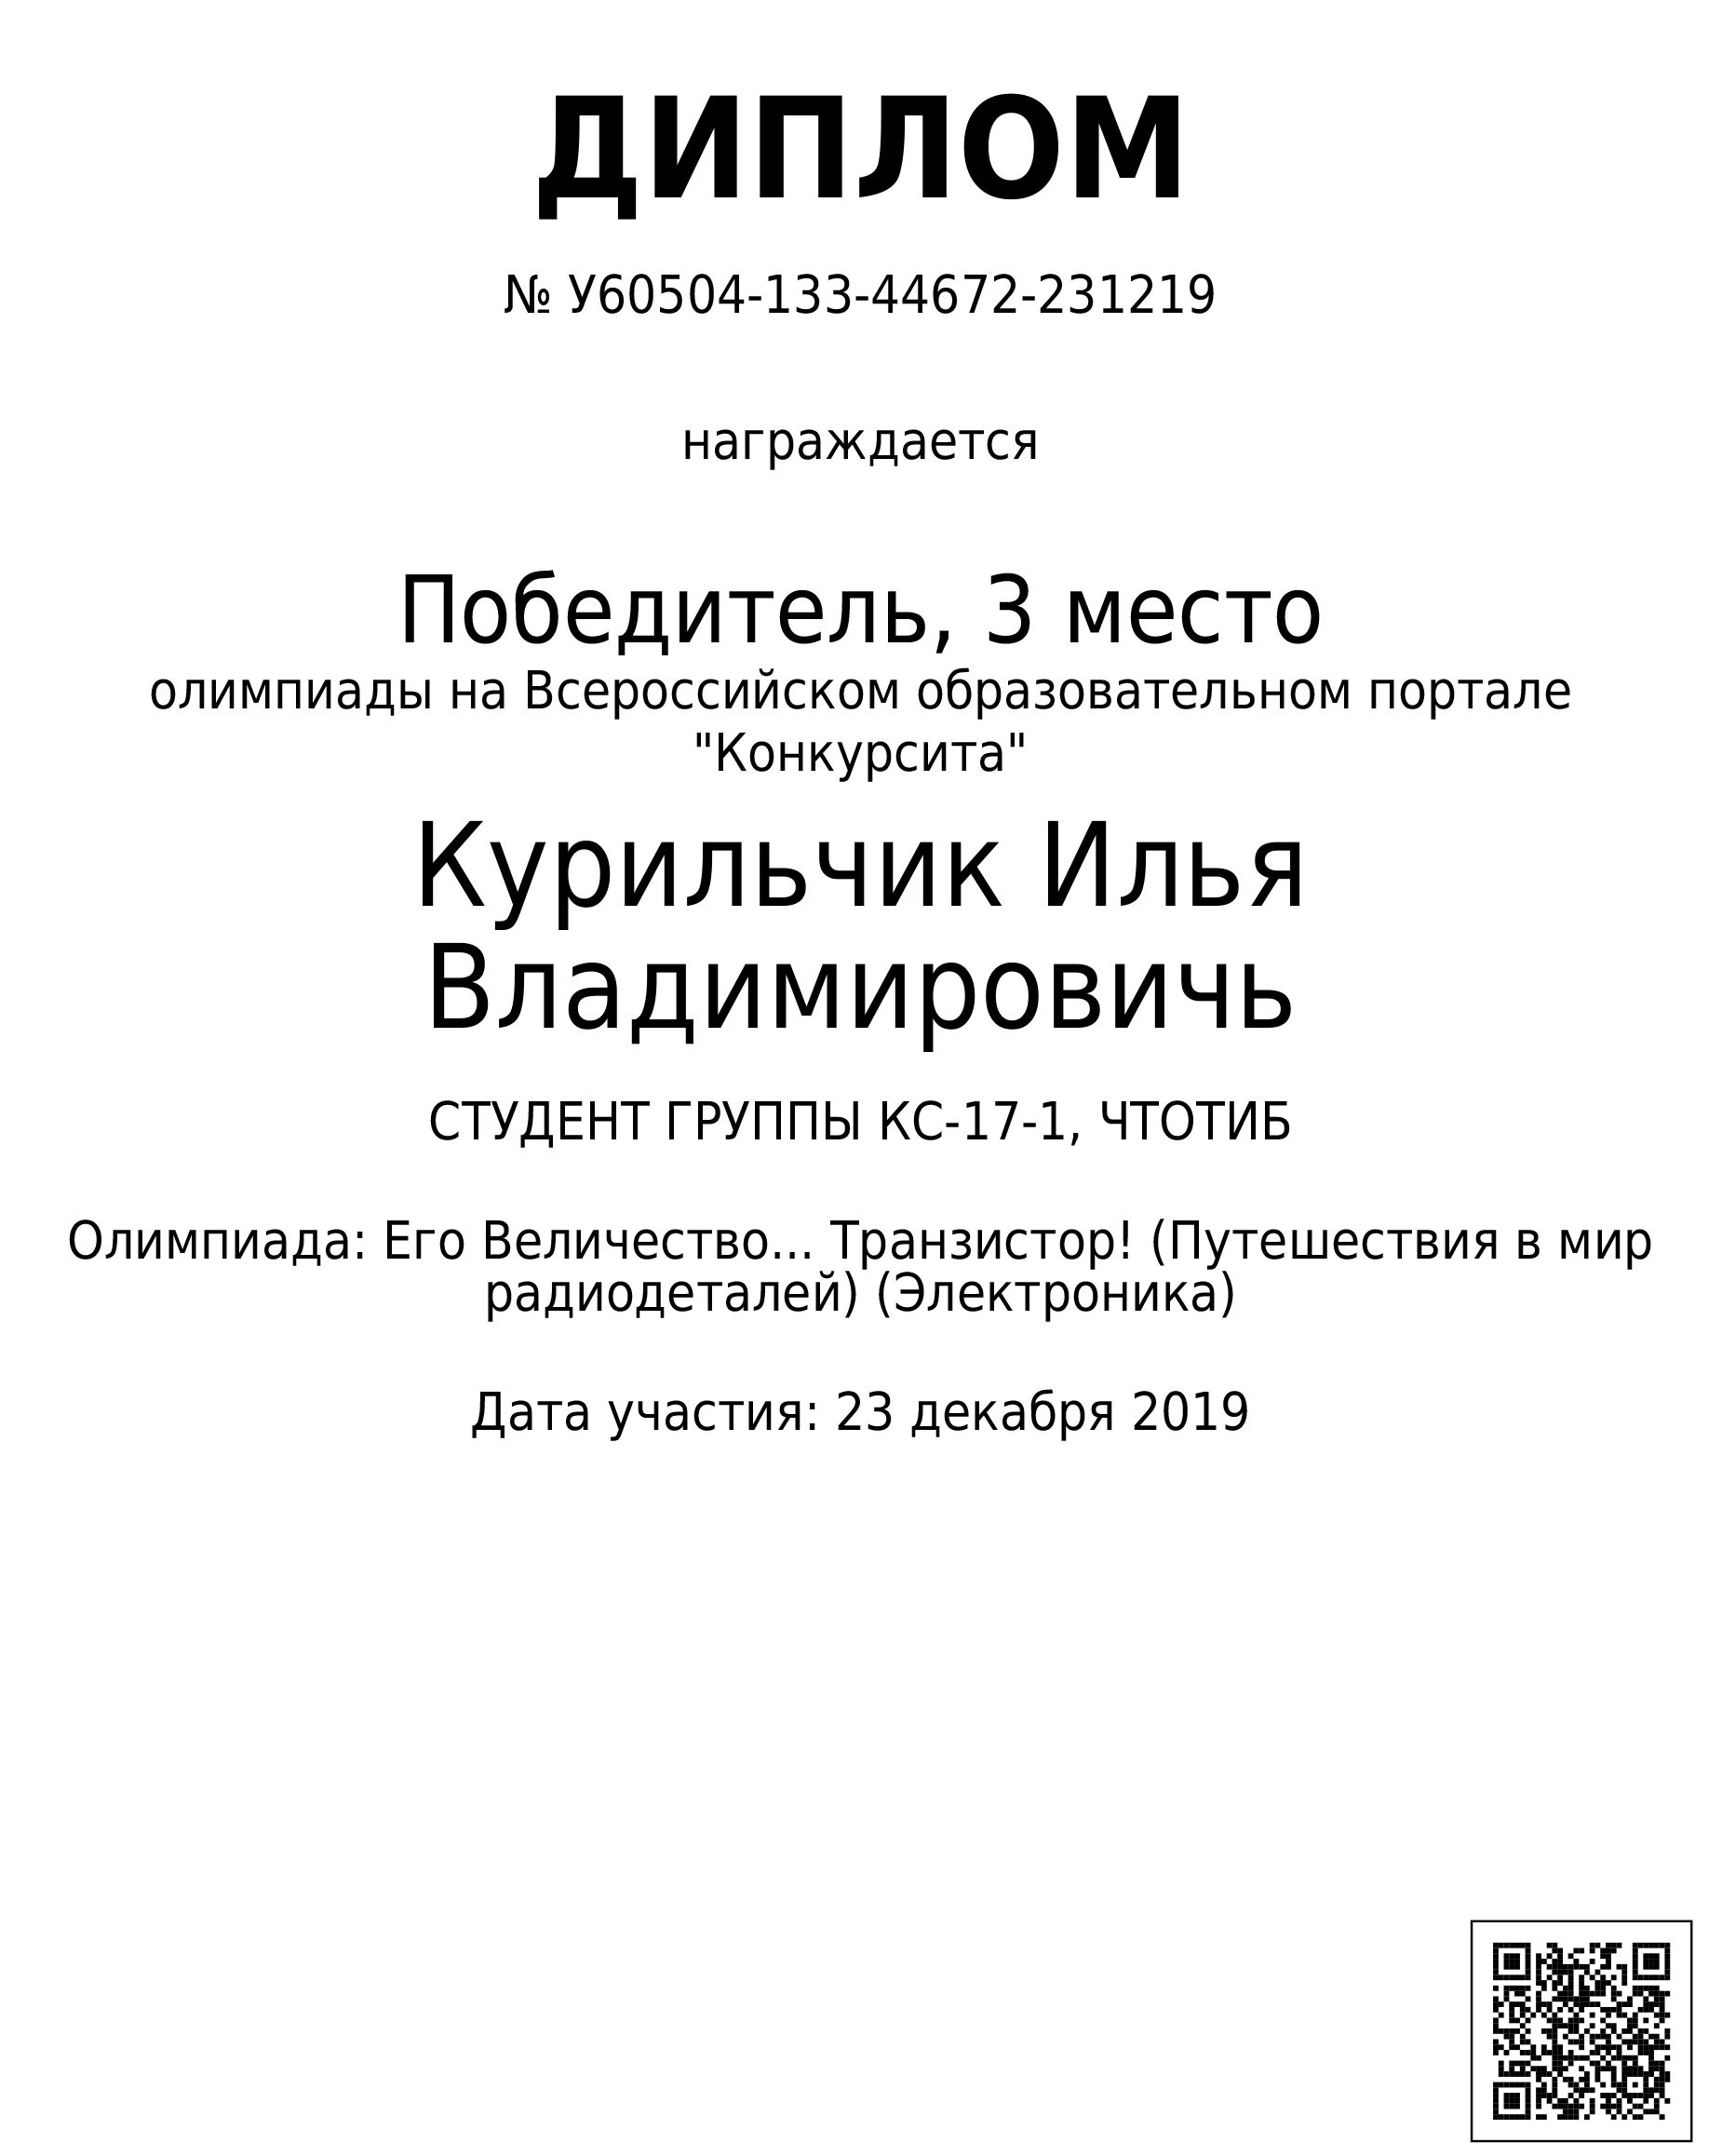 ДИПЛОМ
№ У60504-133-44672-231219
награждается
Победитель, 3 место
олимпиады на Всероссийском образовательном портале
"Конкурсита"
Курильчик Илья
Владимировичь
СТУДЕНТ ГРУППЫ КС-17-1, ЧТОТИБ
Олимпиада: Его Величество... Транзистор! (Путешествия в мир
радиодеталей) (Электроника)
Дата участия: 23 декабря 2019